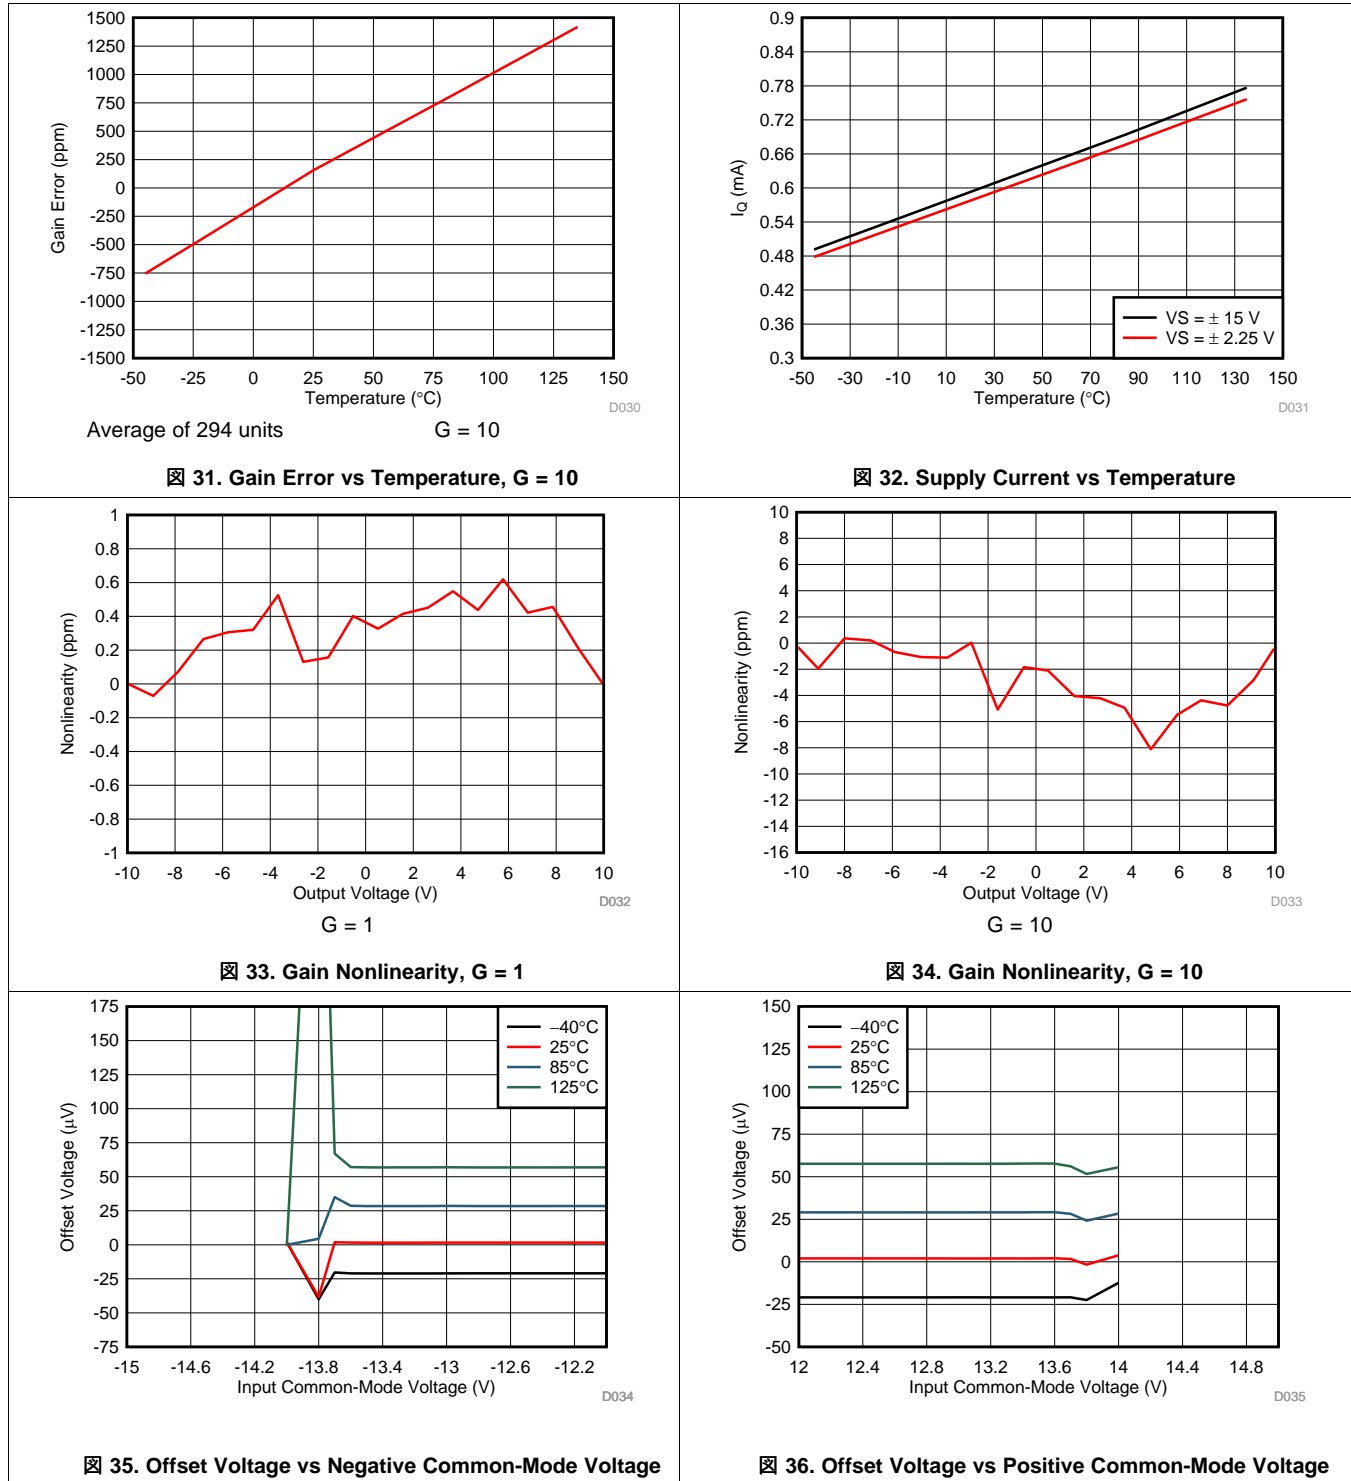 1500
1250
1000
750
500
250
0
-250
-500
-750
-1000
-1250
-1500
Gain Error (ppm)
-50 -25 0 25 50 75 100 125 150
Temperature (°C)
D030
Average of 294 units G = 10
図 31. Gain Error vs Temperature, G = 10
0.9
0.84
0.78
0.72
0.66
0.6
0.54
0.48
0.42
0.36
0.3
IQ (mA)
VS = ± 15 V
VS = ± 2.25 V
-50 -30 -10 10 30 50 70 90 110 130 150
Temperature (°C)
D031
図 32. Supply Current vs Temperature
1
0.8
0.6
0.4
0.2
0
-0.2
-0.4
-0.6
-0.8
-1
Nonlinearity (ppm)
-10 -8 -6 -4 -2 0 2 4 6 8 10
Output Voltage (V)
D032
G = 1
図 33. Gain Nonlinearity, G = 1
10
8
6
4
2
0
-2
-4
-6
-8
-10
-12
-14
-16
Nonlinearity (ppm)
-10 -8 -6 -4 -2 0 2 4 6 8 10
Output Voltage (V)
D033
G = 10
図 34. Gain Nonlinearity, G = 10
175
150
125
100
75
50
25
0
-25
-50
-75
Offset Voltage (µV)
−40°C
25°C
85°C
125°C
-15 -14.6 -14.2 -13.8 -13.4 -13 -12.6 -12.2
Input Common-Mode Voltage (V)
D034
図 35. Offset Voltage vs Negative Common-Mode Voltage
150
125
100
75
50
25
0
-25
-50
Offset Voltage (µV)
−40°C
25°C
85°C
125°C
12 12.4 12.8 13.2 13.6 14 14.4 14.8
Input Common-Mode Voltage (V)
D035
図 36. Offset Voltage vs Positive Common-Mode Voltage